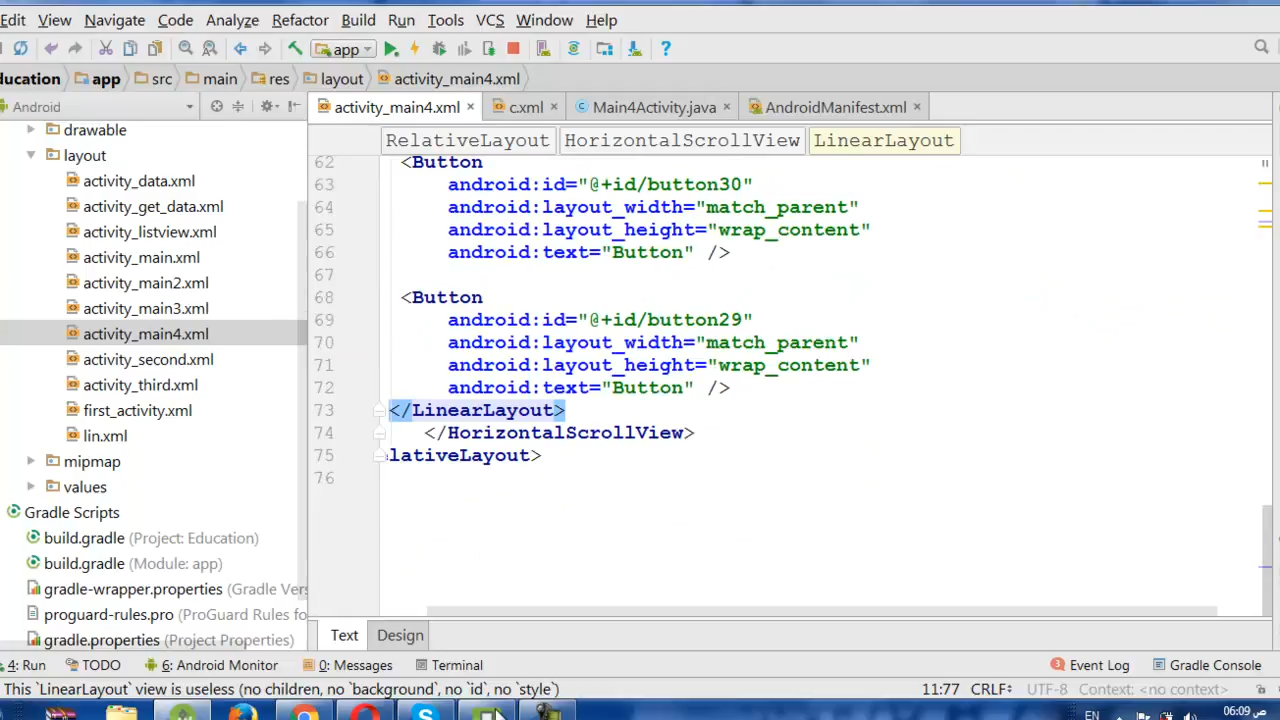 Edit View Navigate Code Analyze Refactor Build Run Tools VCS Window Help
app
ducation app src main res layout activity_main4.xml
Android
activity_main4.xml c.xml Main4Activity.java AndroidManifest.xml
RelativeLayout HorizontalScrollView LinearLayout
drawable
layout
activity_data.xml
activity_get_data.xml
activity_listview.xml
activity_main.xml
activity_main2.xml
activity_main3.xml
activity_main4.xml
activity_second.xml
activity_third.xml
first_activity.xml
lin.xml
mipmap
values
Gradle Scripts
build.gradle (Project: Education)
build.gradle (Module: app)
gradle-wrapper.properties (Gradle Vers
proguard-rules.pro (ProGuard Rules fo
gradle.properties (Project Properties)
62 <Button
63 android:id="@+id/button30"
64 android:layout_width="match_parent"
65 android:layout_height="wrap_content"
66 android:text="Button" />
67
68 <Button
69 android:id="@+id/button29"
70 android:layout_width="match_parent"
71 android:layout_height="wrap_content"
72 android:text="Button" />
73 </LinearLayout>
74 </HorizontalScrollView>
75 lativeLayout>
76
Text Design
4: Run TODO 6: Android Monitor 0: Messages Terminal 3 Event Log Gradle Console
This `LinearLayout` view is useless (no children, no `background`, no `id`, no `style`) 11:77 CRLF UTF-8 Context: <no context>
EN 06:09 ص